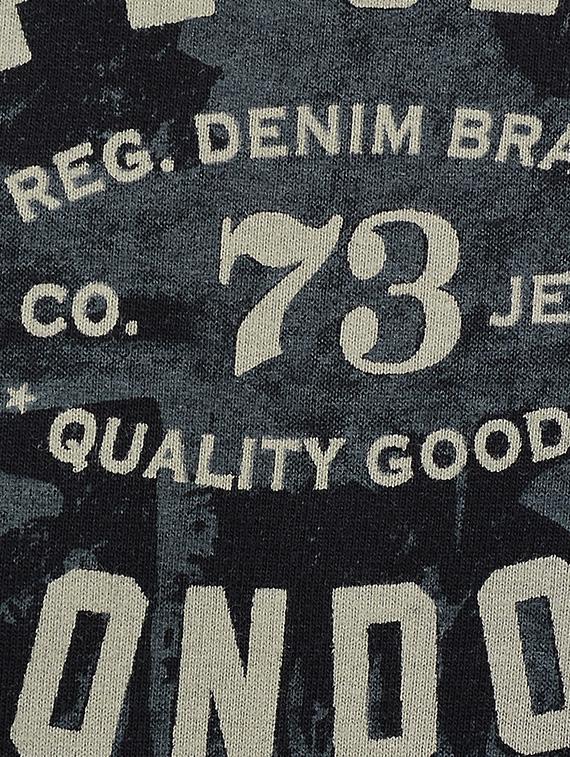 REG. DENIM BRA
CO. 73 JE
QUALITY GOOD
ONDO